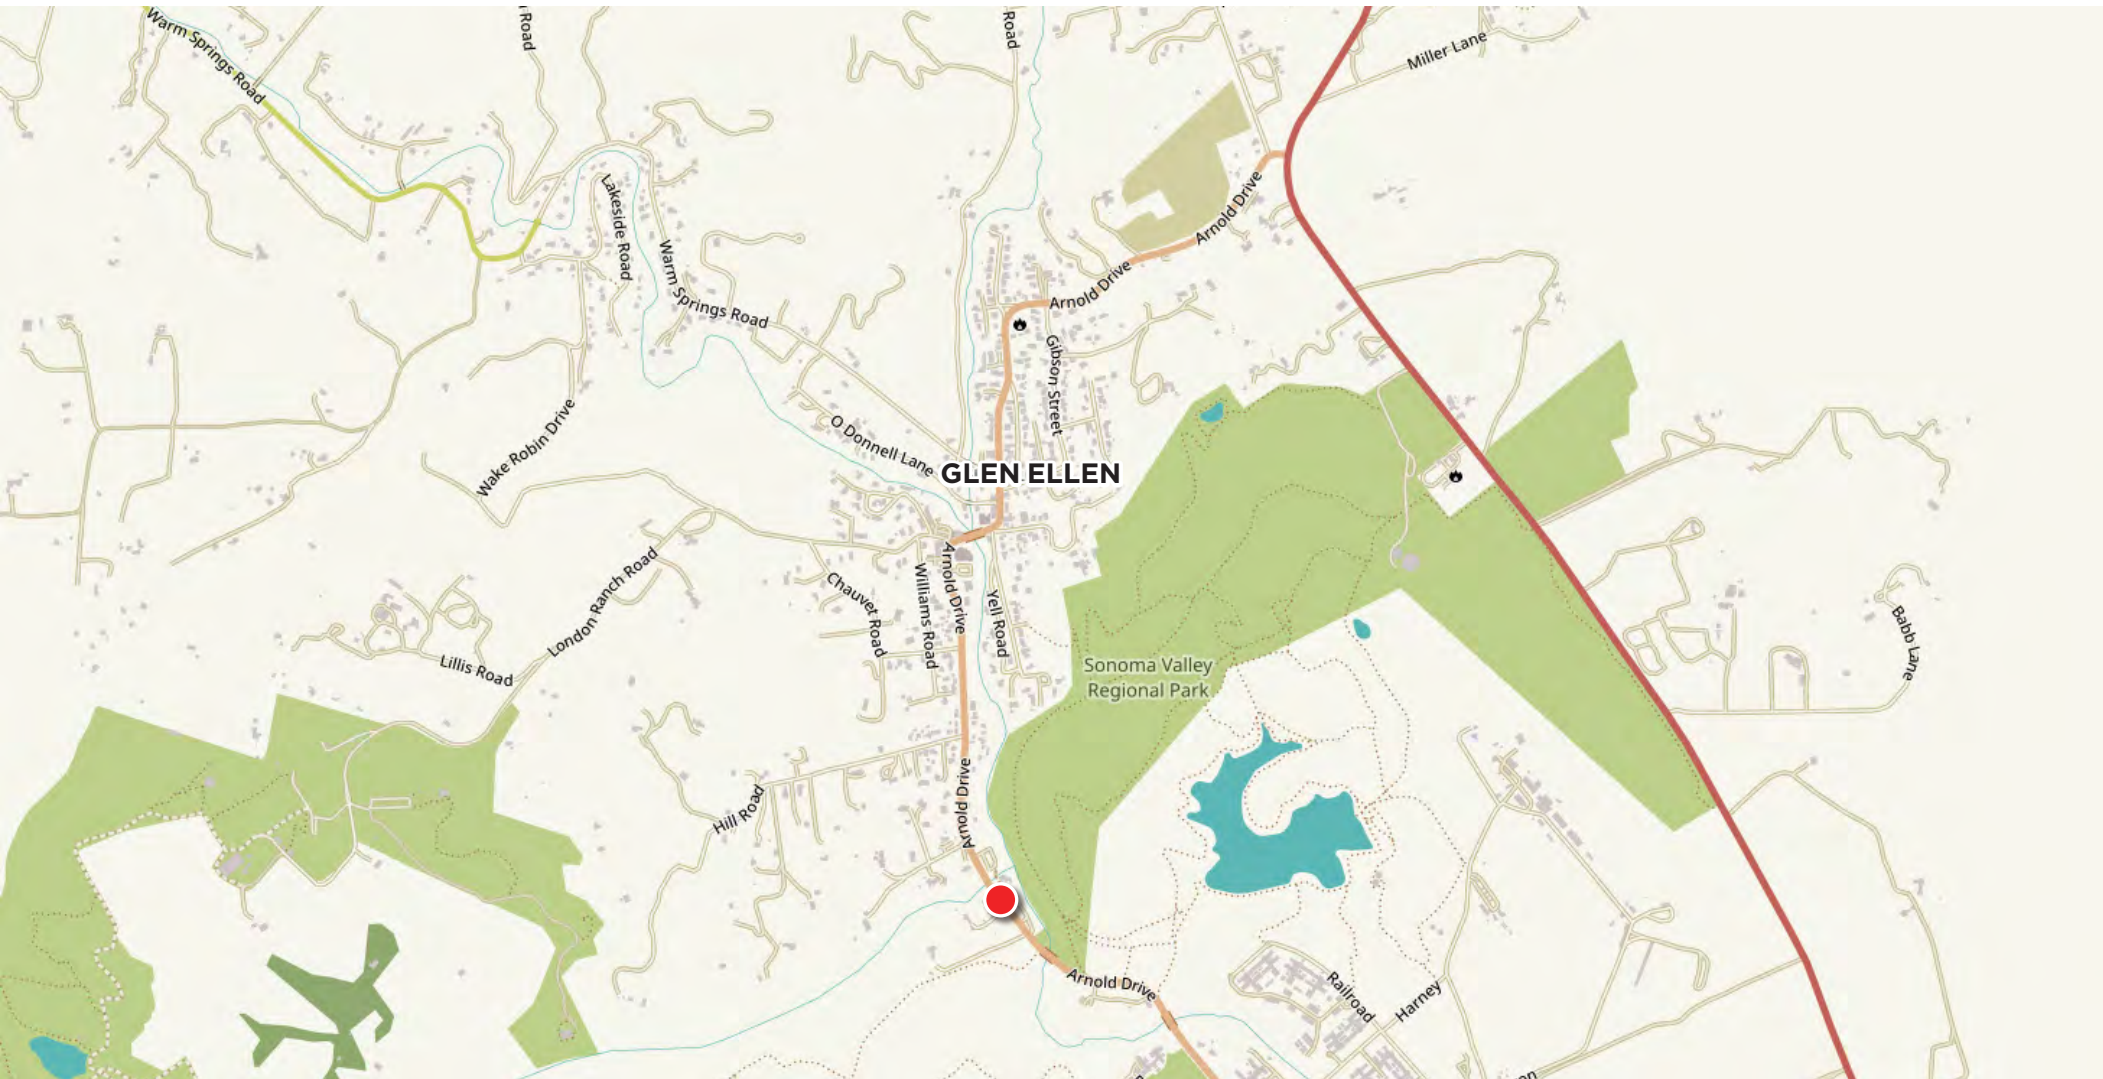 Road
Road
Warm Springs Road
Miller Lane
Lakeside Road
Arnold Drive
Warm Springs Road
Arnold Drive
Gibson Street
Wake Robin Drive
O Donnell Lane
GLEN ELLEN
London Ranch Road
Chauvet Road
Williams Road
Arnold Drive
Yell Road
Babb Lane
Lillis Road
Sonoma Valley
Regional Park
Hill Road
Arnold Drive
Arnold Drive
Railroad
Harney